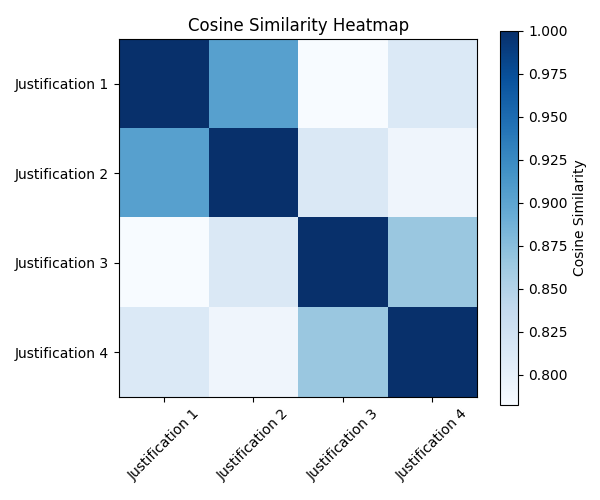 Cosine Similarity Heatmap
Justification 1
Justification 2
Justification 3
Justification 4
Justification 1
Justification 2
Justification 3
Justification 4
1.000
0.975
0.950
0.925
0.900
0.875
0.850
0.825
0.800
Cosine Similarity